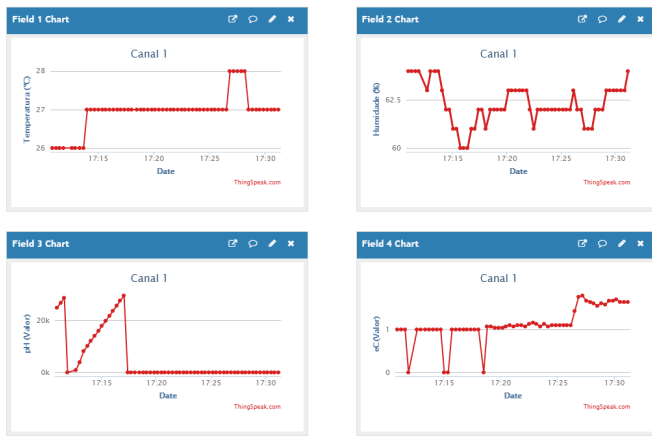 Field 1 Chart
Canal 1
Temperatura (ºC)
28
27
26
17:15 17:20 17:25 17:30
Date
ThingSpeak.com
Field 2 Chart
Canal 1
Humidade (%)
62.5
60
17:15 17:20 17:25 17:30
Date
ThingSpeak.com
Field 3 Chart
Canal 1
pH (Valor)
20k
0k
17:15 17:20 17:25 17:30
Date
ThingSpeak.com
Field 4 Chart
Canal 1
eC (Valor)
1
0
17:15 17:20 17:25 17:30
Date
ThingSpeak.com